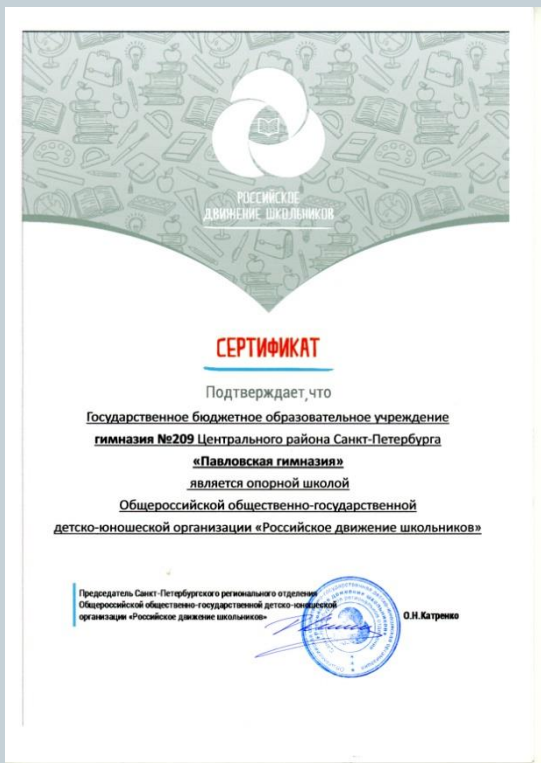 РОССИЙСКОЕ
ДВИЖЕНИЕ ШКОЛЬНИКОВ
СЕРТИФИКАТ
Подтверждает,что
Государственное бюджетное образовательное учреждение
гимназия №209 Центрального района Санкт-Петербурга
«Павловская гимназия»
является опорной школой
Общероссийской общественно-государственной
детско-юношеской организации «Российское движение школьников»
Председатель Санкт-Петербургского регионального отделения
Общероссийской общественно-государственной детско-юношеской
организации «Российское движение школьников»
О.Н.Катренко